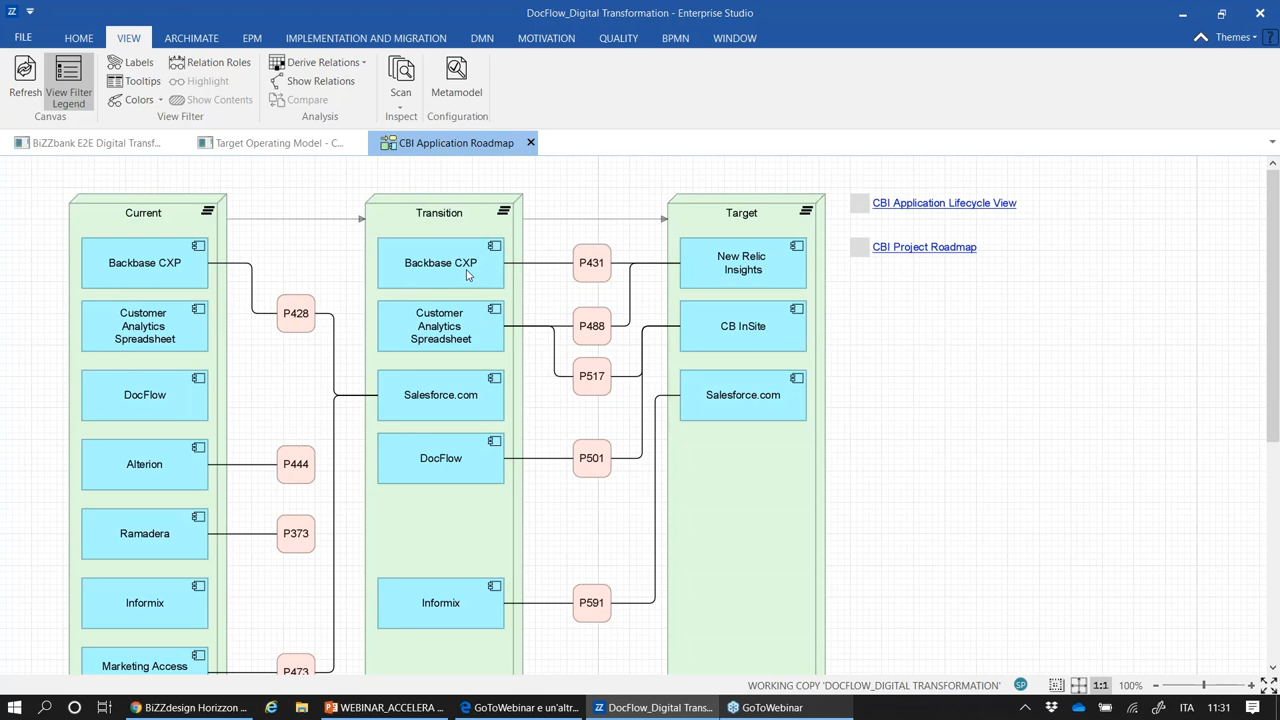 DocFlow_Digital Transformation - Enterprise Studio
FILE
HOME
VIEW
ARCHIMATE
EPM
IMPLEMENTATION AND MIGRATION
DMN
MOTIVATION
QUALITY
BPMN
WINDOW
Themes
Refresh
View Filter
Legend
Canvas
Labels
Tooltips
Colors
Relation Roles
Highlight
Show Contents
View Filter
Derive Relations
Show Relations
Compare
Analysis
Scan
Inspect
Metamodel
Configuration
BiZZbank E2E Digital Transf...
Target Operating Model - C...
CBI Application Roadmap
Current
Backbase CXP
Customer
Analytics
Spreadsheet
DocFlow
Alterion
Ramadera
Informix
Marketing Access
P428
P444
P373
P473
Transition
Backbase CXP
Customer
Analytics
Spreadsheet
Salesforce.com
DocFlow
Informix
P431
P488
P517
P501
P591
Target
New Relic
Insights
CB InSite
Salesforce.com
CBI Application Lifecycle View
CBI Project Roadmap
WORKING COPY 'DOCFLOW_DIGITAL TRANSFORMATION'
SP
1:1
100%
BiZZdesign Horizzon ...
WEBINAR_ACCELERA ...
GoToWebinar e un'altr...
DocFlow_Digital Trans...
GoToWebinar
ITA
11:31